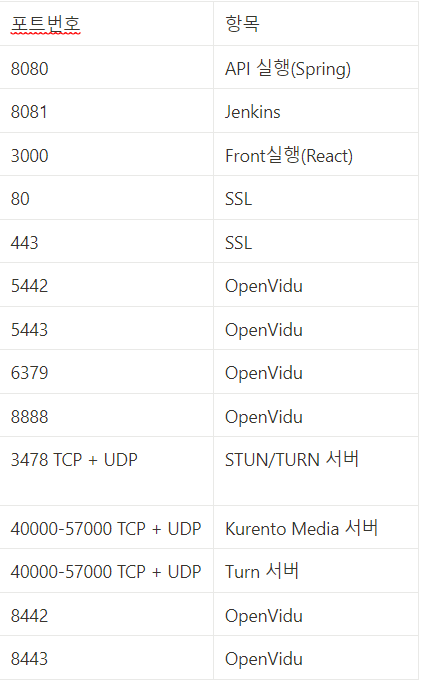 포트번호 항목
8080 API 실행(Spring)
8081 Jenkins
3000 Front실행(React)
80 SSL
443 SSL
5442 OpenVidu
5443 OpenVidu
6379 OpenVidu
8888 OpenVidu
3478 TCP + UDP STUN/TURN 서버
40000-57000 TCP + UDP Kurento Media 서버
40000-57000 TCP + UDP Turn 서버
8442 OpenVidu
8443 OpenVidu